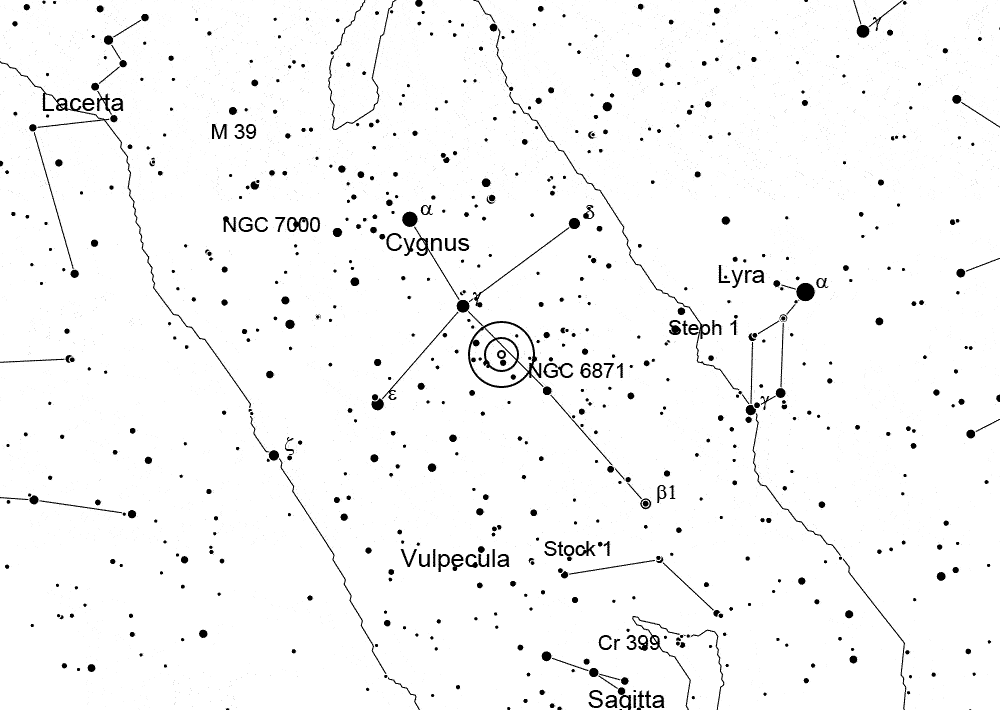 γ
Lacerta
M 39
α
δ
NGC 7000
Cygnus
Lyra
α
γ
Steph 1
NGC 6871
ε
γ
ζ
β1
Stock 1
Vulpecula
Cr 399
Sagitta